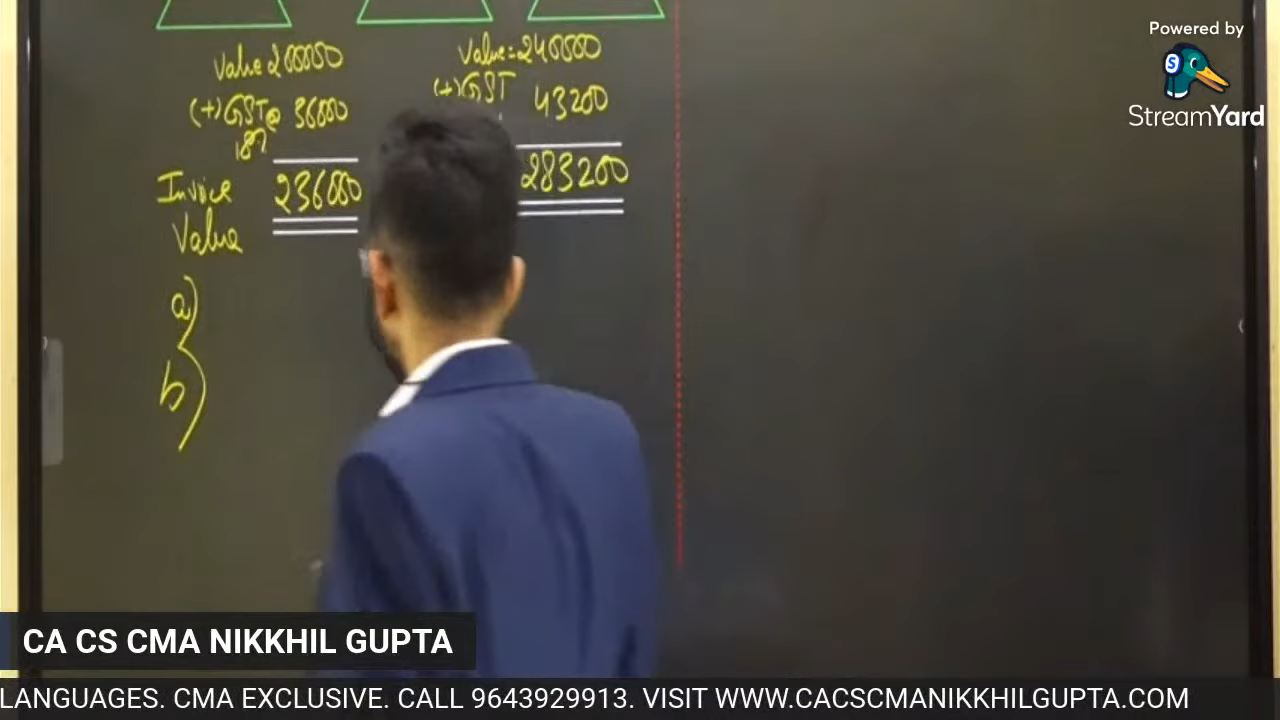 Powered by
StreamYard
Value = 200000
(+) GST@ 36000
18%
Invoice 236000
Value
Value = 240000
(+) GST 43200
283200
a)
b)
CA CS CMA NIKKHIL GUPTA
LANGUAGES. CMA EXCLUSIVE. CALL 9643929913. VISIT WWW.CACSCMANIKKHILGUPTA.COM